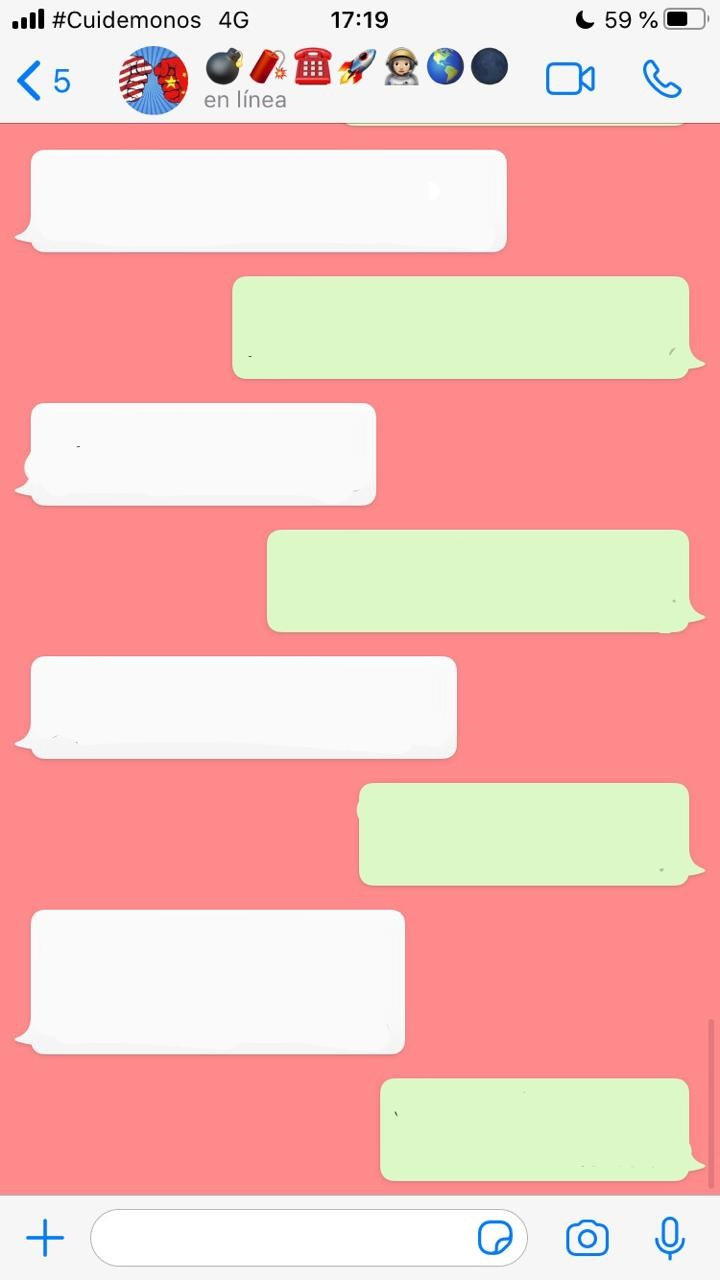 #Cuidemonos 4G 17:19 59 %
5 💣🧨☎️🚀👩🏼‍🚀🌎🌑
en línea